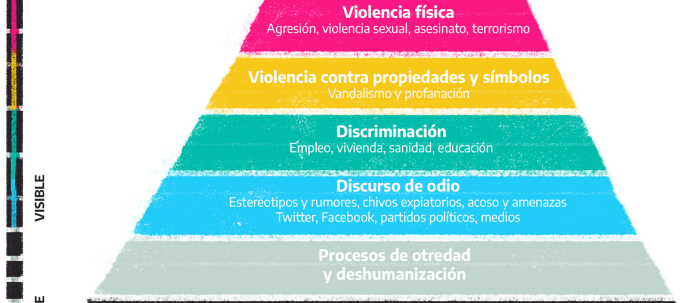 Violencia física
Agresión, violencia sexual, asesinato, terrorismo
Violencia contra propiedades y símbolos
Vandalismo y profanación
Discriminación
Empleo, vivienda, sanidad, educación
Discurso de odio
Estereotipos y rumores, chivos expiatorios, acoso y amenazas
Twitter, Facebook, partidos políticos, medios
Procesos de otredad
y deshumanización
VISIBLE
E